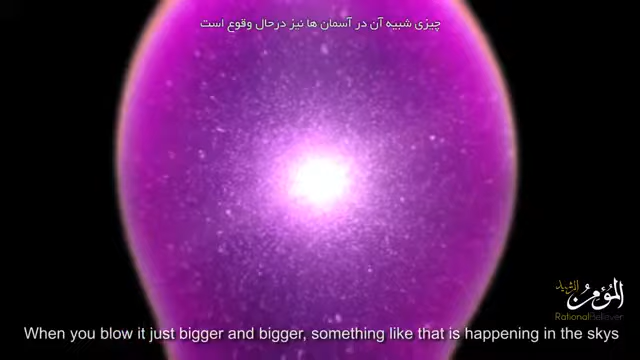 چیزی شبیه آن در آسمان ها نیز درحال وقوع است
المؤمن الرشید
RationalBeliever
When you blow it just bigger and bigger, something like that is happening in the skys